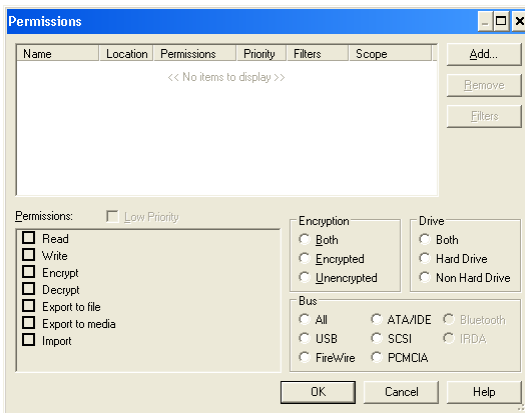 Permissions
Name Location Permissions Priority Filters Scope
<< No items to display >>
Add...
Remove
Filters
Permissions: Low Priority
Read
Write
Encrypt
Decrypt
Export to file
Export to media
Import
Encryption
Both
Encrypted
Unencrypted
Drive
Both
Hard Drive
Non Hard Drive
Bus
All ATA/IDE Bluetooth
USB SCSI IRDA
FireWire PCMCIA
OK Cancel Help